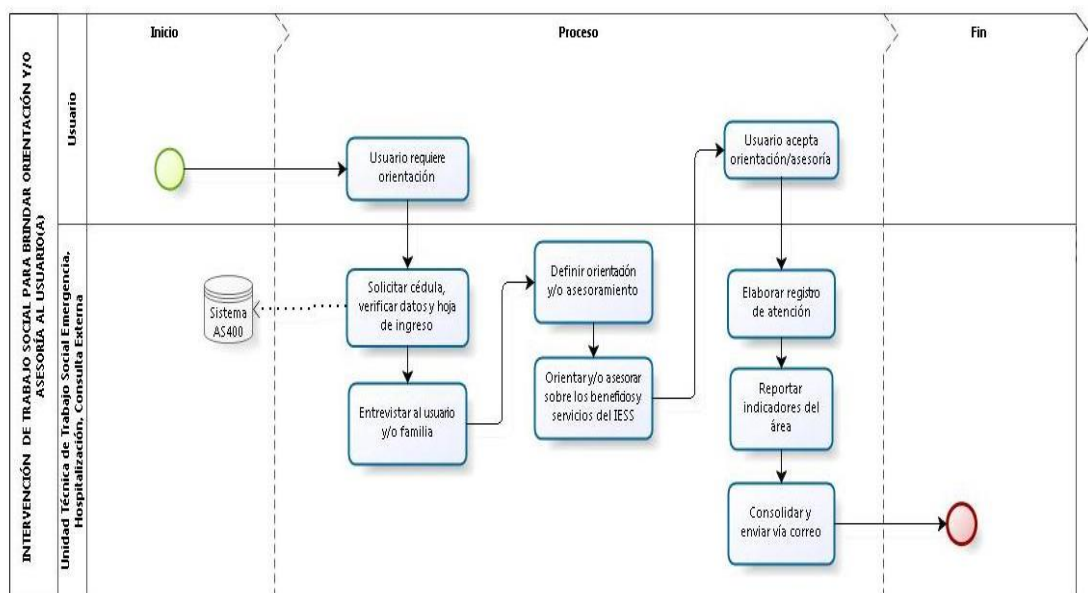 INTERVENCIÓN DE TRABAJO SOCIAL PARA BRINDAR ORIENTACIÓN Y/O
ASESORÍA AL USUARIO(A)
Inicio
Proceso
Fin
Usuario
Usuario requiere
orientación
Usuario acepta
orientación/asesoría
Unidad Técnica de Trabajo Social Emergencia,
Hospitalización, Consulta Externa
Sistema
AS400
Solicitar cédula,
verificar datos y hoja
de ingreso
Entrevistar al usuario
y/o familia
Definir orientación
y/o asesoramiento
Orientar y/o asesorar
sobre los beneficios y
servicios del IESS
Elaborar registro
de atención
Reportar
indicadores del
área
Consolidar y
enviar vía correo